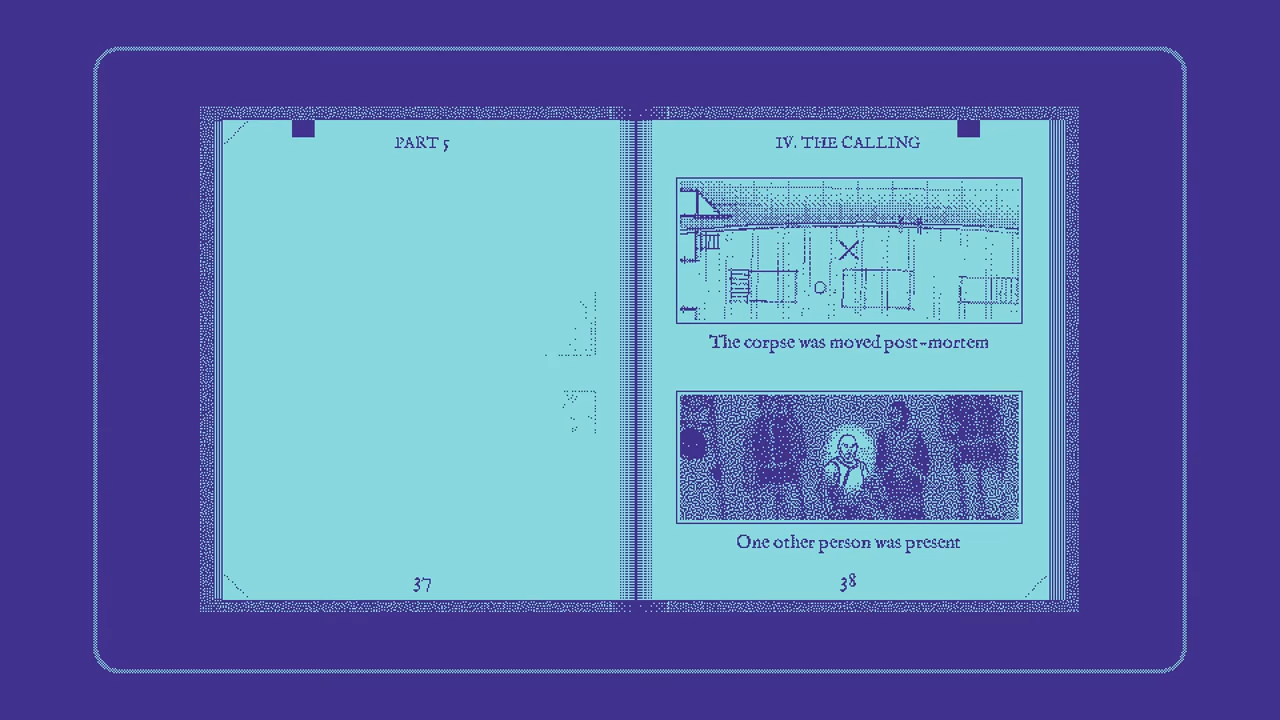 PART 5
37
IV. THE CALLING
The corpse was moved post-mortem
One other person was present
38